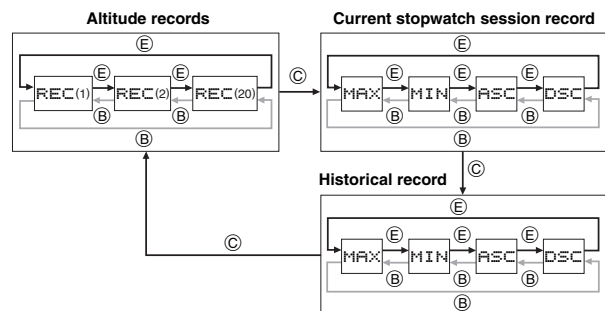 Altitude records
Ⓔ
Ⓔ Ⓔ
REC(1) REC(2) REC(20)
Ⓑ Ⓑ
Ⓑ
Ⓒ
Current stopwatch session record
Ⓔ
Ⓔ Ⓔ Ⓔ
MAX MIN ASC DSC
Ⓑ Ⓑ Ⓑ
Ⓑ
Ⓒ
Historical record
Ⓔ
Ⓔ Ⓔ Ⓔ
MAX MIN ASC DSC
Ⓑ Ⓑ Ⓑ
Ⓑ
Ⓒ